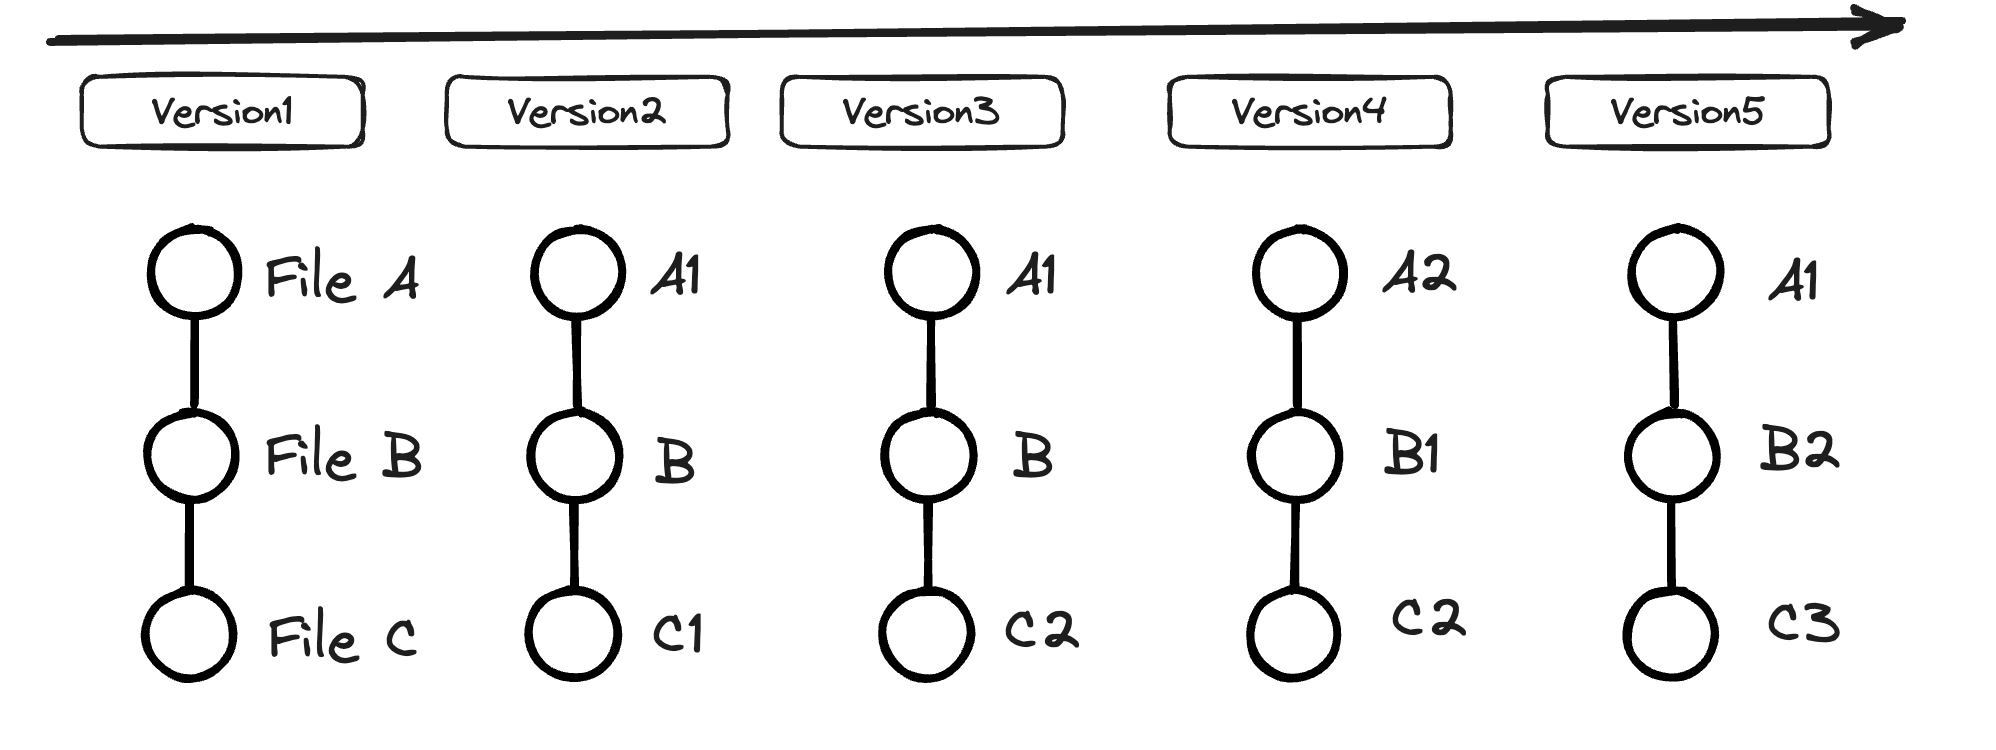 Version1
Version2
Version3
Version4
Version5
File A
A1
A1
A2
A1
File B
B
B
B1
B2
File C
C1
C2
C2
C3